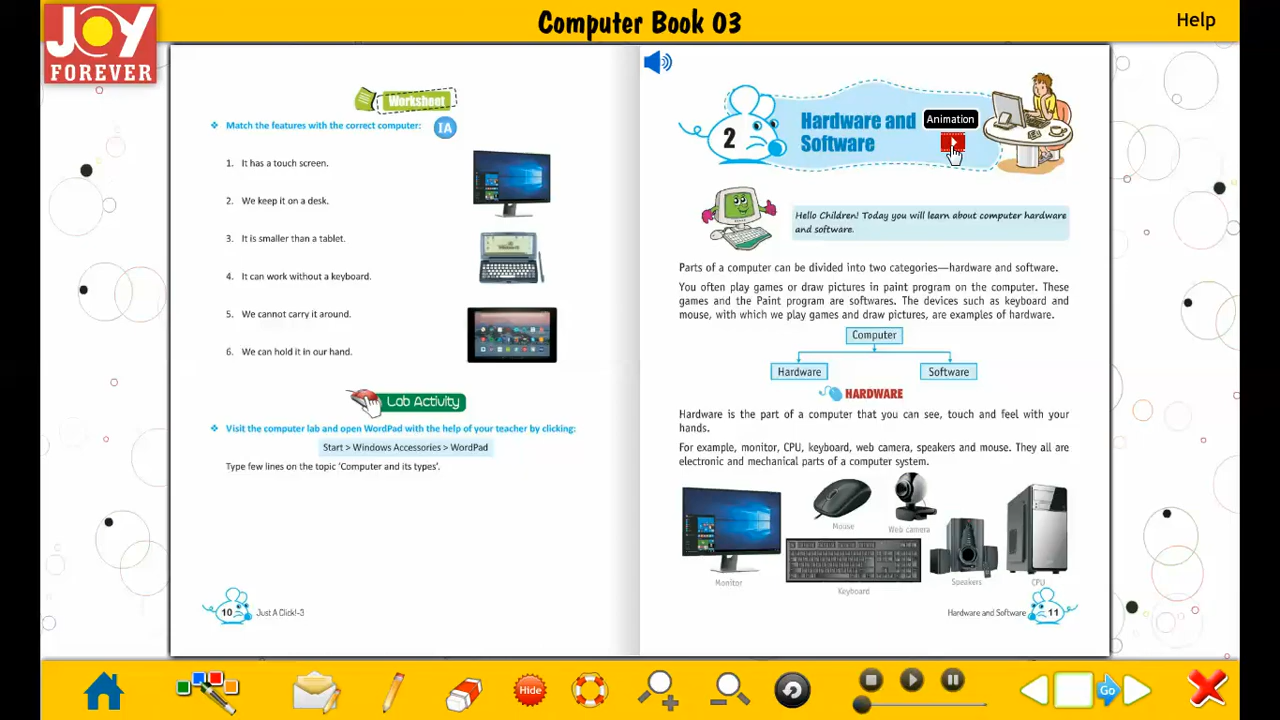 Computer Book 03
Help
JOY
FOREVER
Worksheet
❖ Match the features with the correct computer: IA
1. It has a touch screen.
2. We keep it on a desk.
3. It is smaller than a tablet.
4. It can work without a keyboard.
5. We cannot carry it around.
6. We can hold it in our hand.
Lab Activity
❖ Visit the computer lab and open WordPad with the help of your teacher by clicking:
Start > Windows Accessories > WordPad
Type few lines on the topic 'Computer and its types'.
10 Just A Click!-3
2
Hardware and
Software
Animation
Hello Children! Today you will learn about computer hardware
and software.
Parts of a computer can be divided into two categories—hardware and software.
You often play games or draw pictures in paint program on the computer. These
games and the Paint program are softwares. The devices such as keyboard and
mouse, with which we play games and draw pictures, are examples of hardware.
Computer
Hardware
Software
HARDWARE
Hardware is the part of a computer that you can see, touch and feel with your
hands.
For example, monitor, CPU, keyboard, web camera, speakers and mouse. They all are
electronic and mechanical parts of a computer system.
Mouse
Web camera
Monitor
Keyboard
Speakers
CPU
Hardware and Software 11
Hide
Go